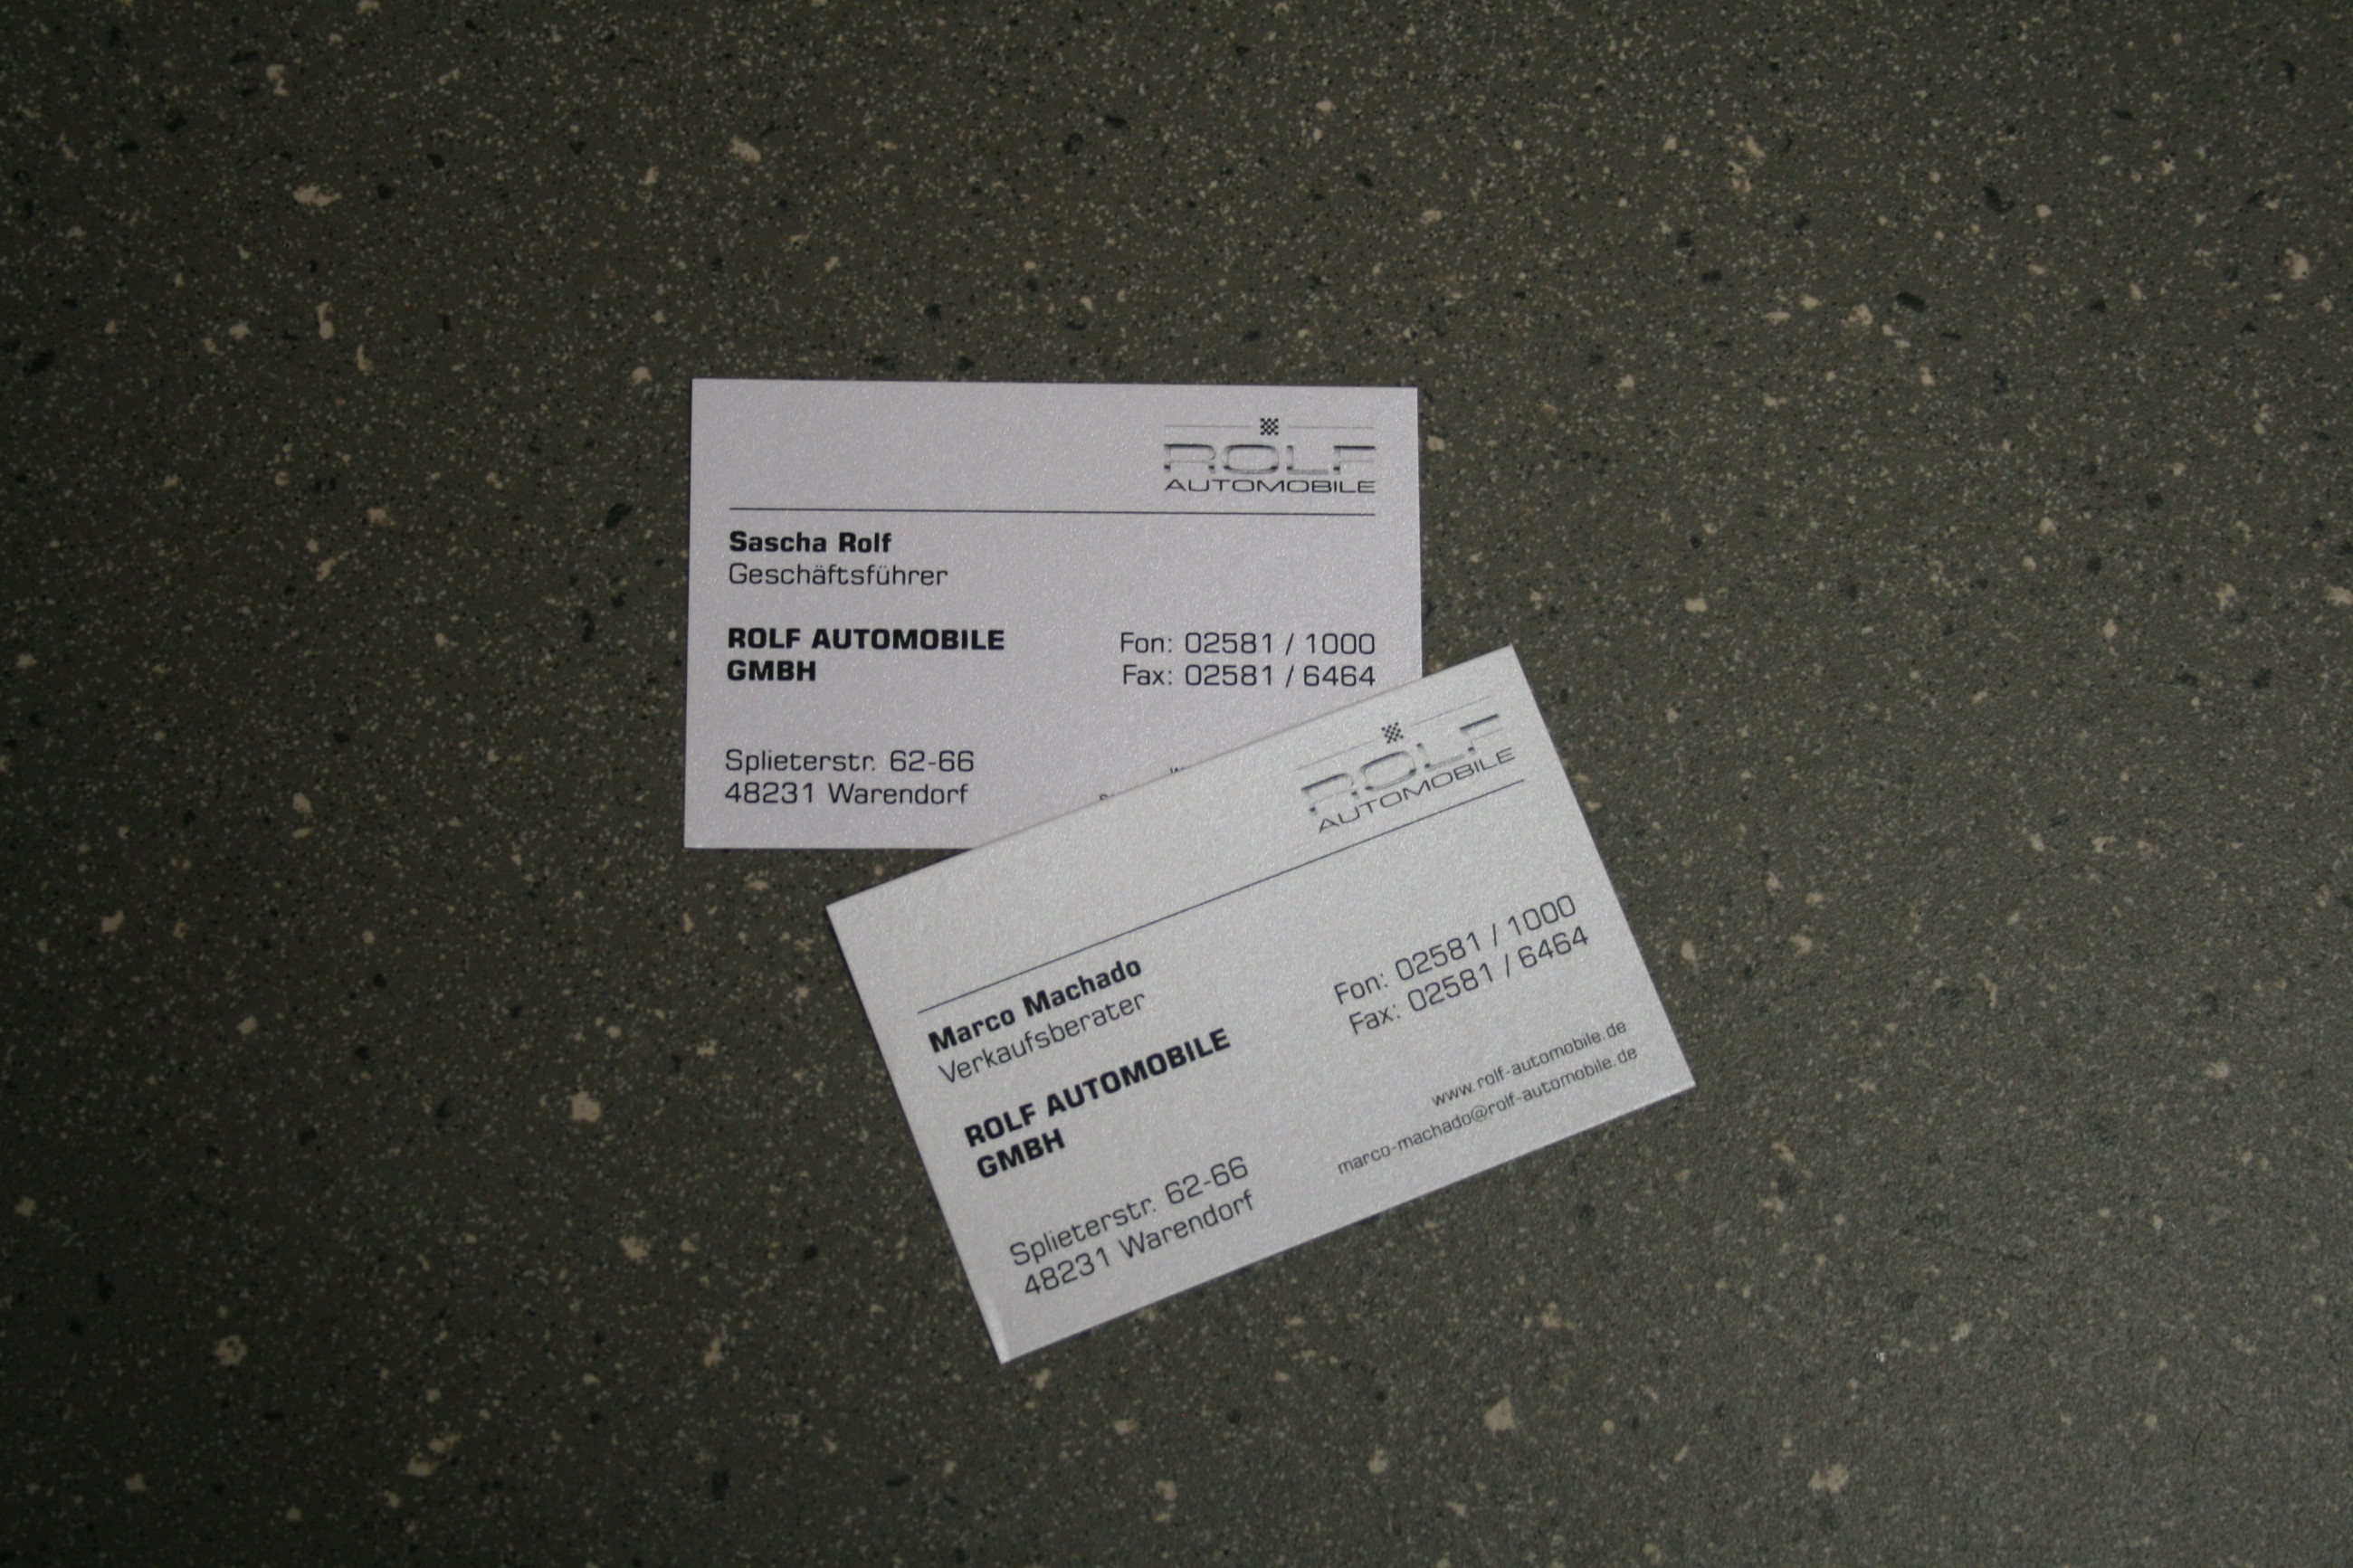 ROLF
AUTOMOBILE
Sascha Rolf
Geschäftsführer
ROLF AUTOMOBILE
GMBH
Fon: 02581 / 1000
Fax: 02581 / 6464
Splieterstr. 62-66
48231 Warendorf
ROLF
AUTOMOBILE
Marco Machado
Verkaufsberater
ROLF AUTOMOBILE
GMBH
Fon: 02581 / 1000
Fax: 02581 / 6464
www.rolf-automobile.de
marco-machado@rolf-automobile.de
Splieterstr. 62-66
48231 Warendorf